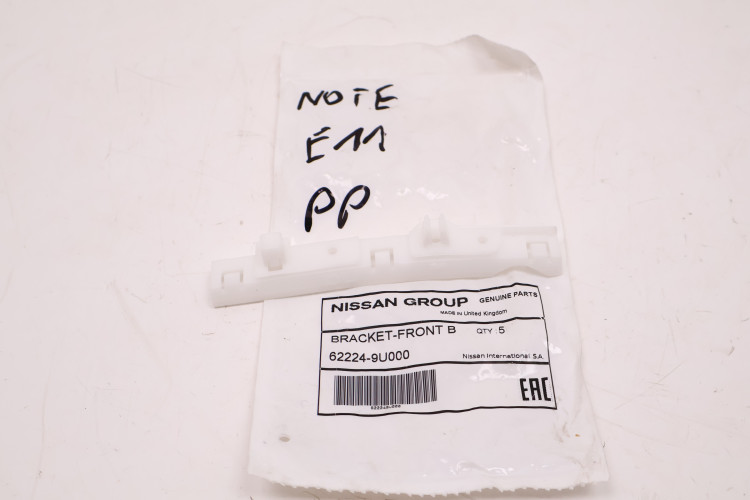 NOTE
E11
PP
NISSAN GROUP GENUINE PARTS
MADE IN United Kingdom
BRACKET-FRONT B QTY 5
62224-9U000
Nissan International S.A.
EAC